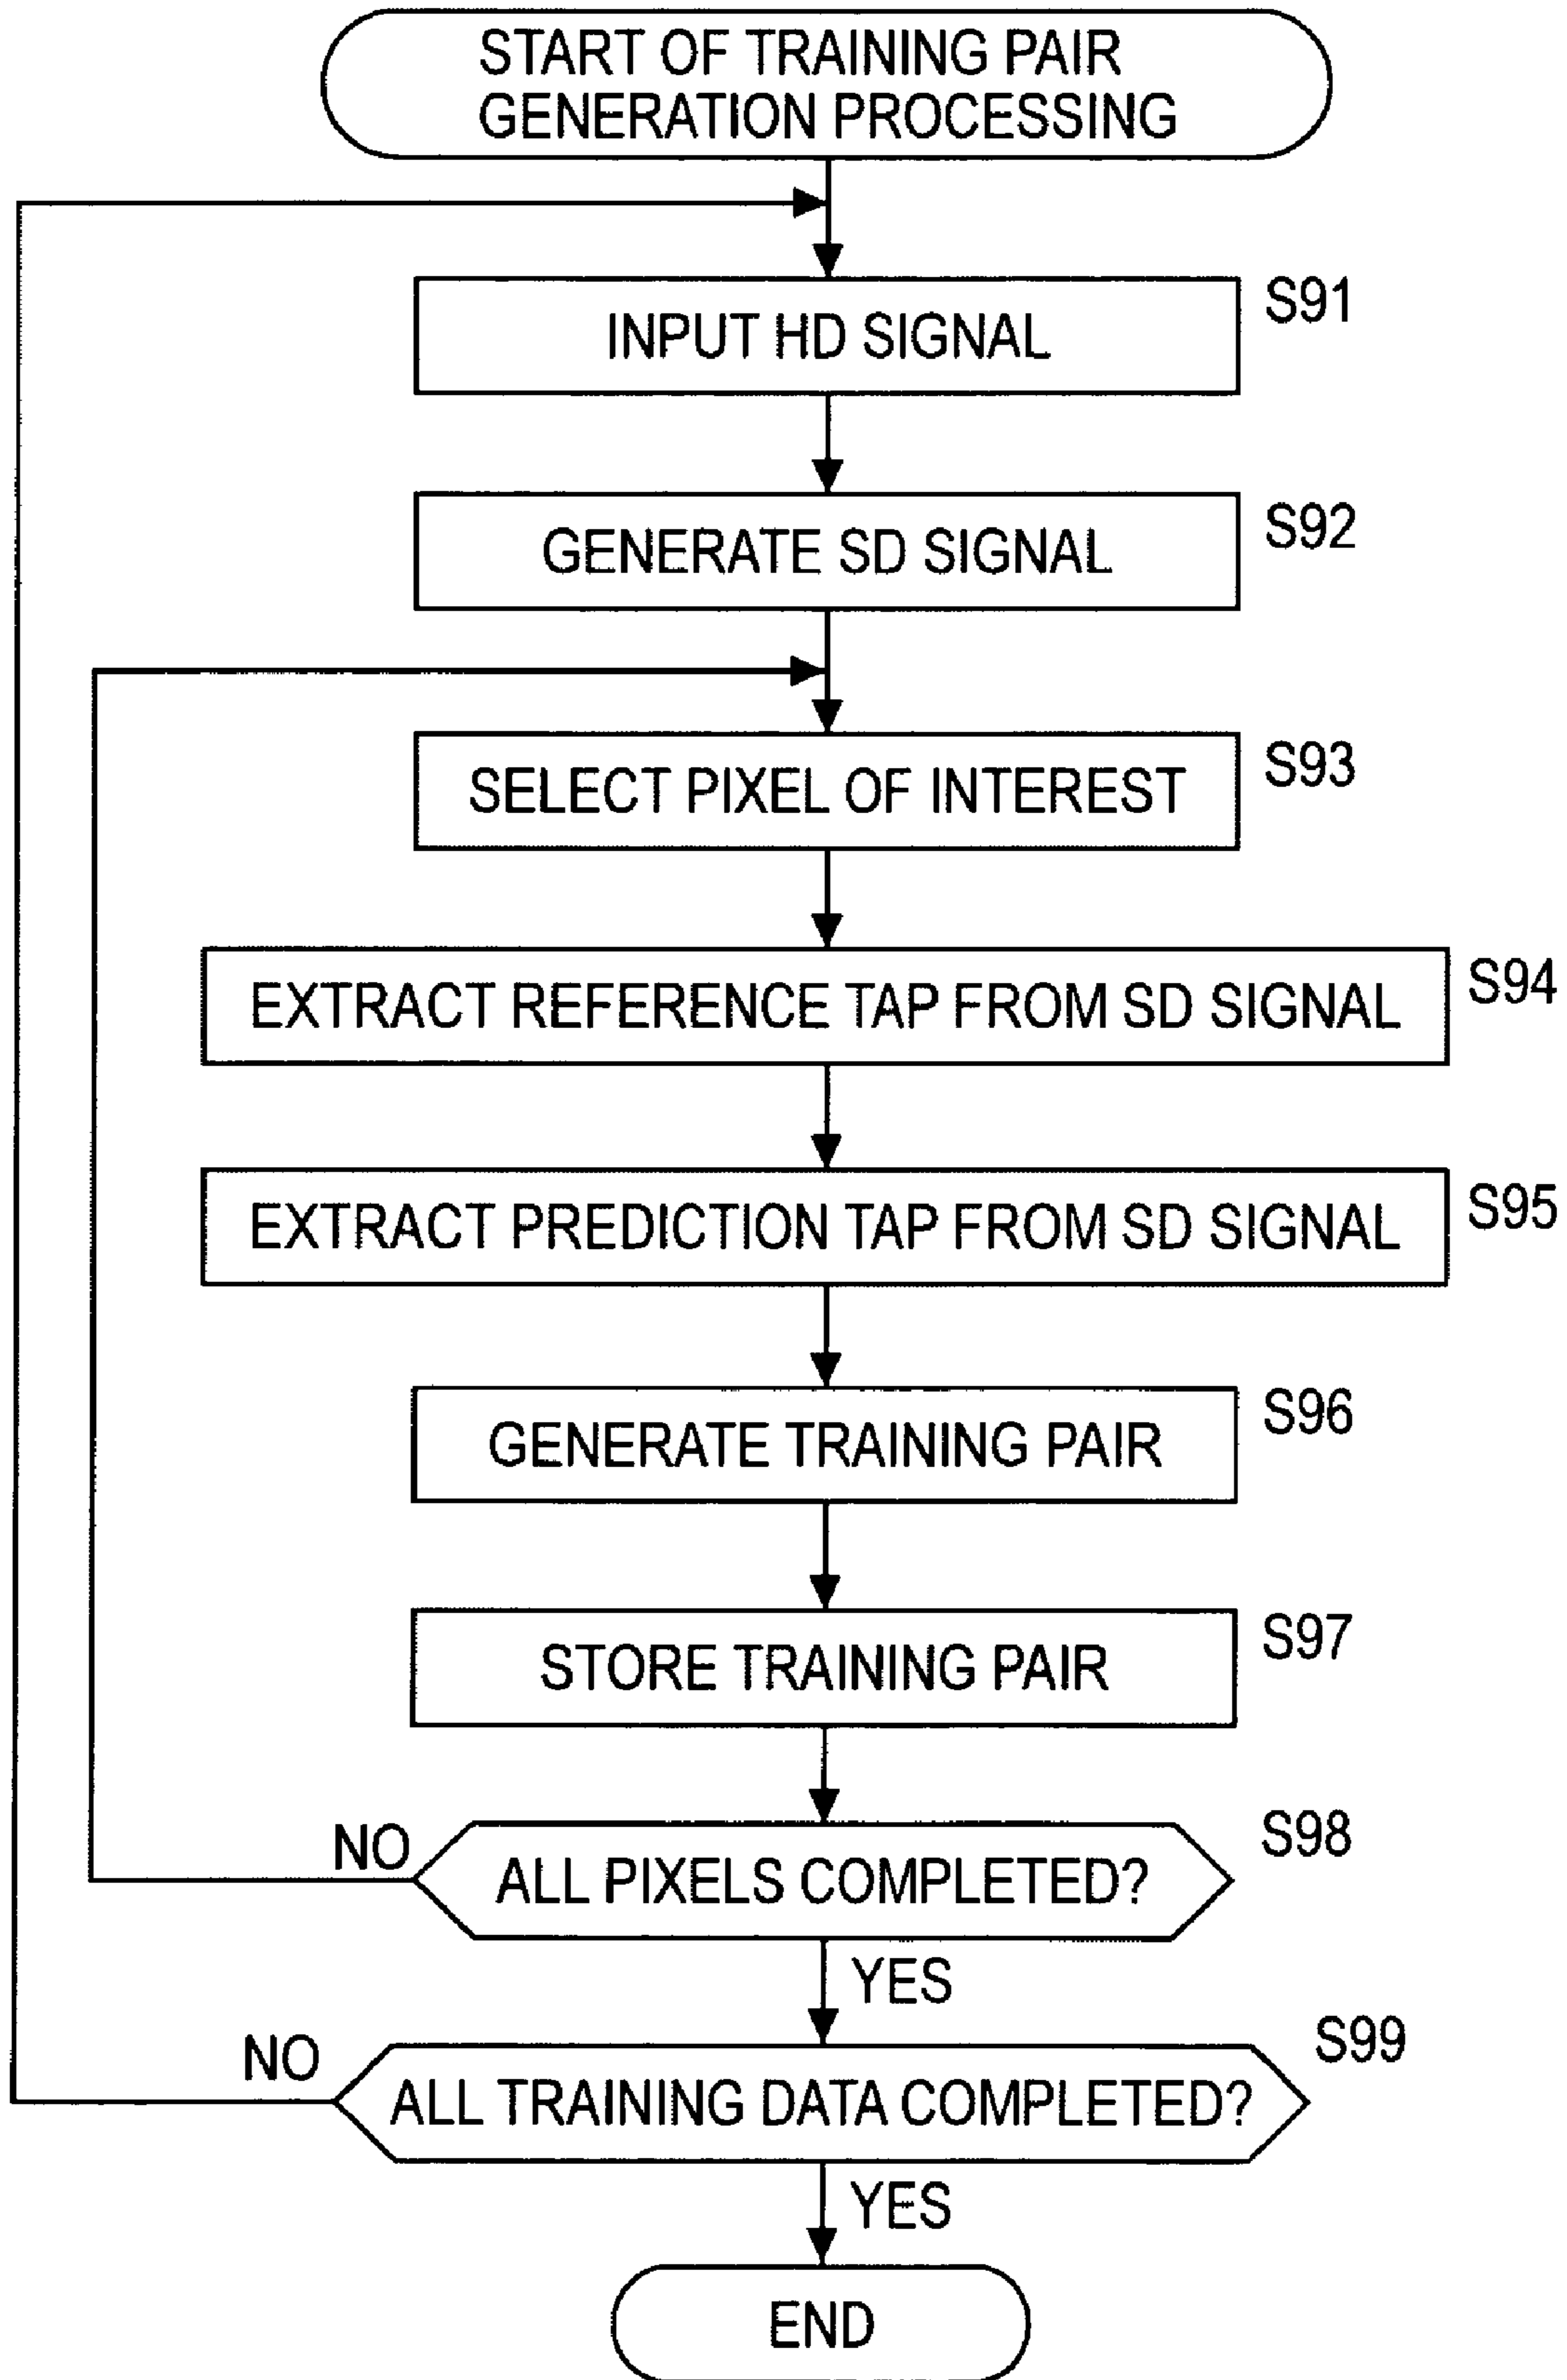 START OF TRAINING PAIR
GENERATION PROCESSING
INPUT HD SIGNAL
S91
GENERATE SD SIGNAL
S92
SELECT PIXEL OF INTEREST
S93
EXTRACT REFERENCE TAP FROM SD SIGNAL
S94
EXTRACT PREDICTION TAP FROM SD SIGNAL
S95
GENERATE TRAINING PAIR
S96
STORE TRAINING PAIR
S97
NO
ALL PIXELS COMPLETED?
S98
YES
NO
ALL TRAINING DATA COMPLETED?
S99
YES
END